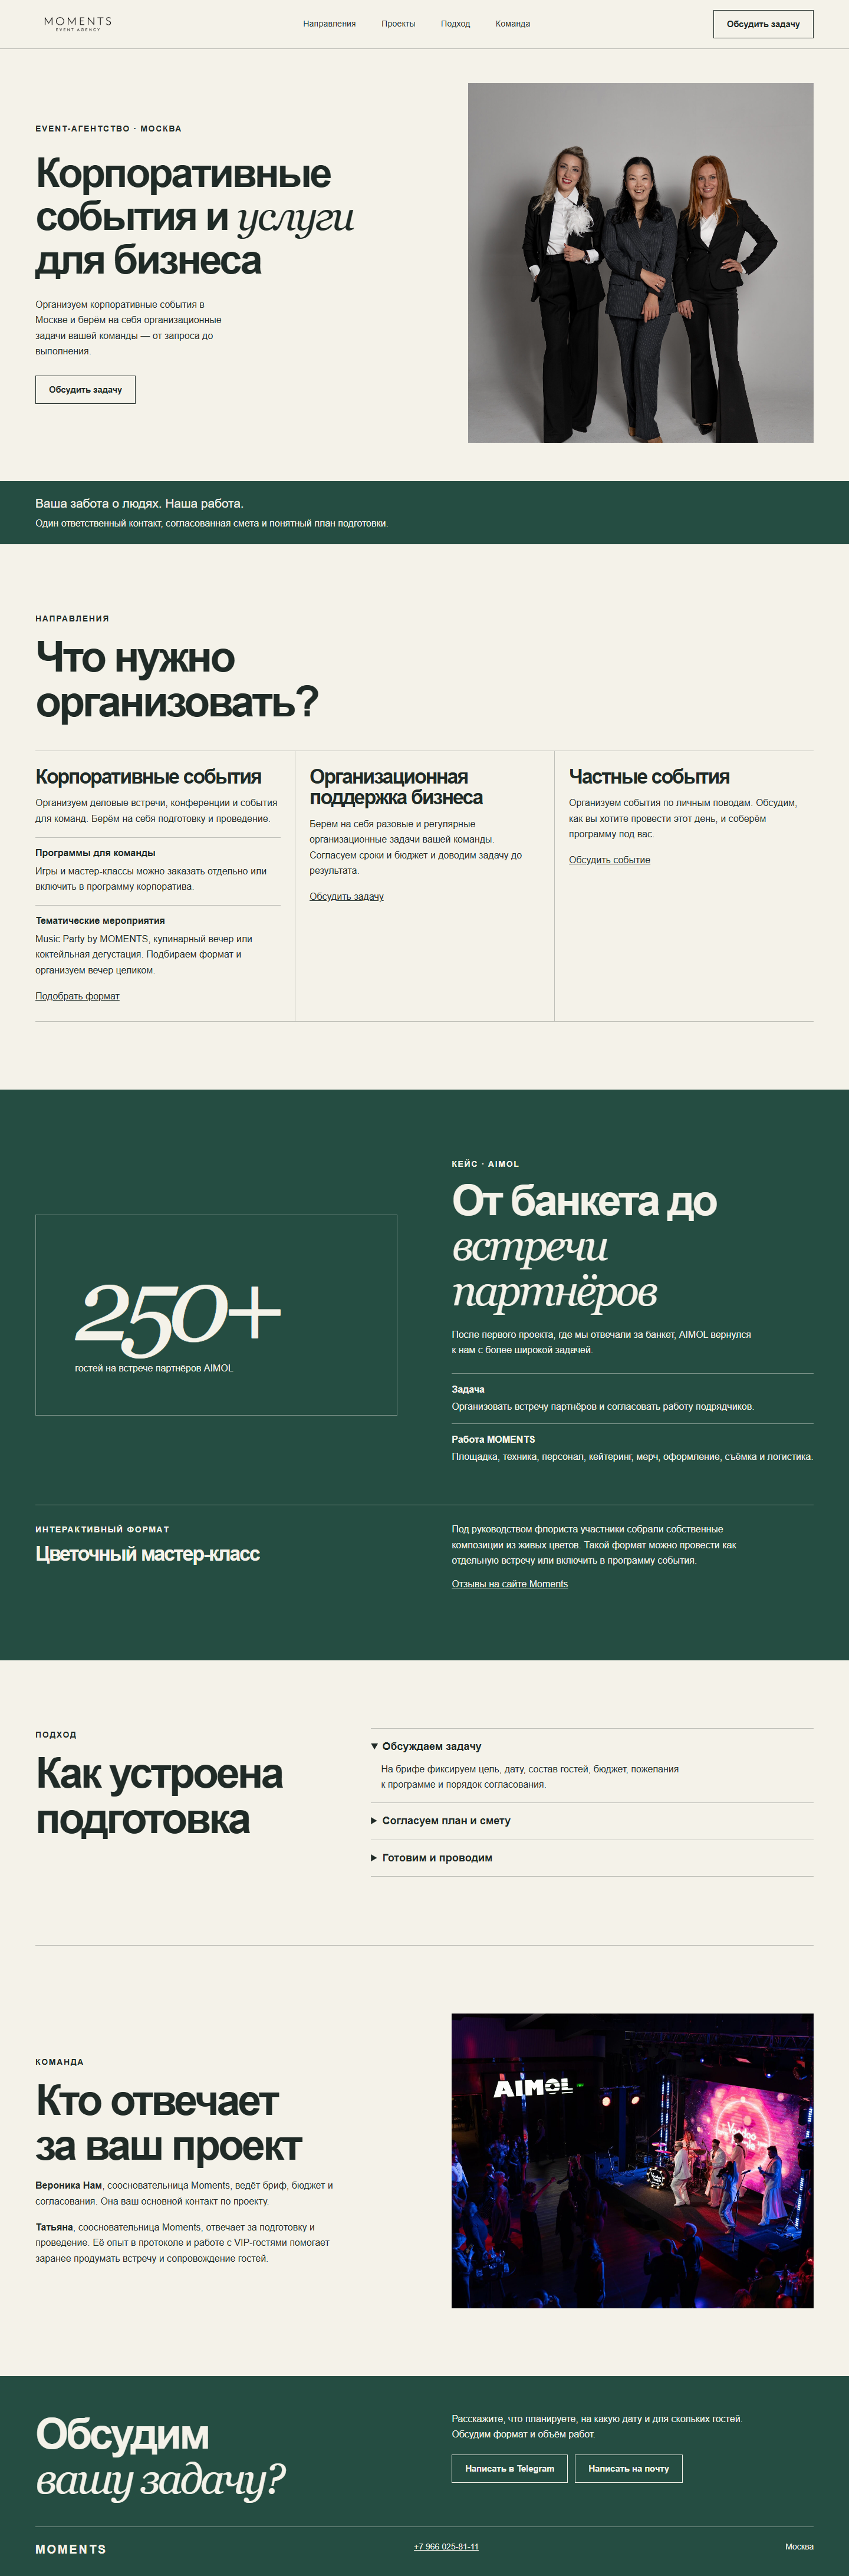 MOMENTS
EVENT AGENCY
Направления
Проекты
Подход
Команда
Обсудить задачу
EVENT-АГЕНТСТВО · МОСКВА
Корпоративные
события и услуги
для бизнеса
Организуем корпоративные события в
Москве и берём на себя организационные
задачи вашей команды — от запроса до
выполнения.
Обсудить задачу
Ваша забота о людях. Наша работа.
Один ответственный контакт, согласованная смета и понятный план подготовки.
НАПРАВЛЕНИЯ
Что нужно
организовать?
Корпоративные события
Организуем деловые встречи, конференции и события
для команд. Берём на себя подготовку и проведение.
Программы для команды
Игры и мастер-классы можно заказать отдельно или
включить в программу корпоратива.
Тематические мероприятия
Music Party by MOMENTS, кулинарный вечер или
коктейльная дегустация. Подбираем формат и
организуем вечер целиком.
Подобрать формат
Организационная
поддержка бизнеса
Берём на себя разовые и регулярные
организационные задачи вашей команды.
Согласуем сроки и бюджет и доводим задачу до
результата.
Обсудить задачу
Частные события
Организуем события по личным поводам. Обсудим,
как вы хотите провести этот день, и соберём
программу под вас.
Обсудить событие
250+
гостей на встрече партнёров AIMOL
КЕЙС · AIMOL
От банкета до
встречи
партнёров
После первого проекта, где мы отвечали за банкет, AIMOL вернулся
к нам с более широкой задачей.
Задача
Организовать встречу партнёров и согласовать работу подрядчиков.
Работа MOMENTS
Площадка, техника, персонал, кейтеринг, мерч, оформление, съёмка и логистика.
ИНТЕРАКТИВНЫЙ ФОРМАТ
Цветочный мастер-класс
Под руководством флориста участники собрали собственные
композиции из живых цветов. Такой формат можно провести как
отдельную встречу или включить в программу события.
Отзывы на сайте Moments
ПОДХОД
Как устроена
подготовка
Обсуждаем задачу
На брифе фиксируем цель, дату, состав гостей, бюджет, пожелания
к программе и порядок согласования.
Согласуем план и смету
Готовим и проводим
КОМАНДА
Кто отвечает
за ваш проект
Вероника Нам, сооснова­тельница Moments, ведёт бриф, бюджет и
согласования. Она ваш основной контакт по проекту.
Татьяна, сооснова­тельница Moments, отвечает за подготовку и
проведение. Её опыт в протоколе и работе с VIP-гостями помогает
заранее продумать встречу и сопровождение гостей.
AIMOL
Обсудим
вашу задачу?
Расскажите, что планируете, на какую дату и для скольких гостей.
Обсудим формат и объём работ.
Написать в Telegram
Написать на почту
MOMENTS
+7 966 025-81-11
Москва